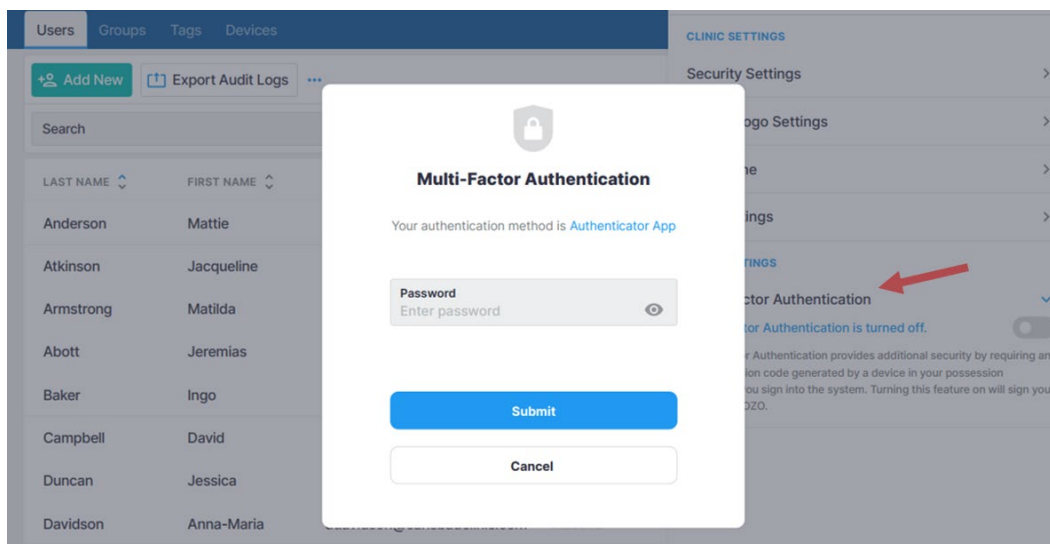 Users Groups Tags Devices
Add New Export Audit Logs ...
Search
LAST NAME FIRST NAME
Anderson Mattie
Atkinson Jacqueline
Armstrong Matilda
Abott Jeremias
Baker Ingo
Campbell David
Duncan Jessica
Davidson Anna-Maria
Multi-Factor Authentication
Your authentication method is Authenticator App
Password
Enter password
Submit
Cancel
CLINIC SETTINGS
Security Settings
ogo Settings
ings
TINGS
ctor Authentication
tor Authentication is turned off.
r Authentication provides additional security by requiring an
ion code generated by a device in your possession
ou sign into the system. Turning this feature on will sign you
OZO.